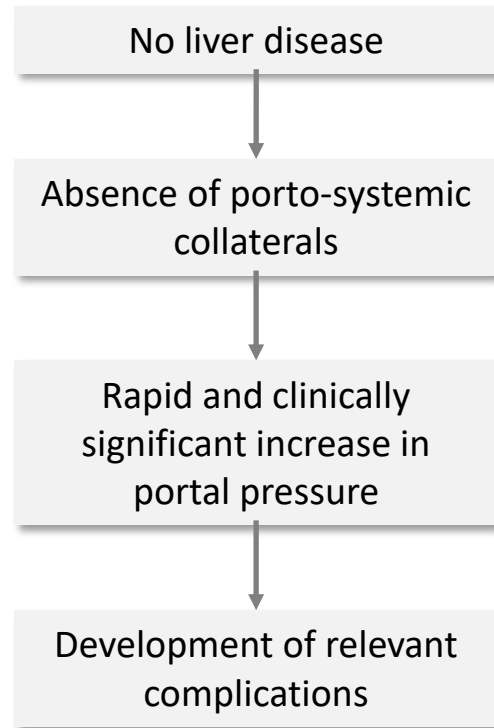 No liver disease
Absence of porto-systemic
collaterals
Rapid and clinically
significant increase in
portal pressure
Development of relevant
complications